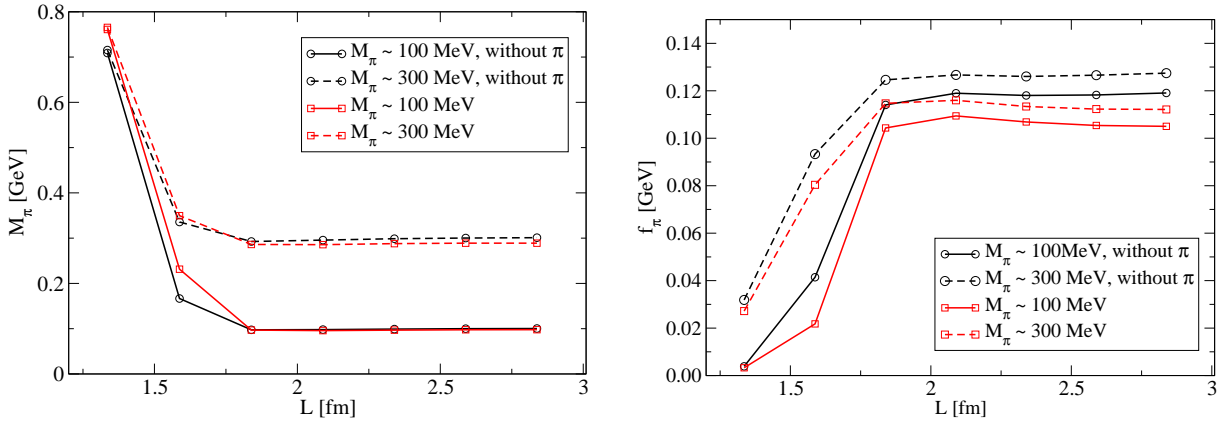 0.8
0.6
0.4
0.2
0
M_π [GeV]
1.5
2
2.5
3
L [fm]
M_π ~ 100 MeV, without π
M_π ~ 300 MeV, without π
M_π ~ 100 MeV
M_π ~ 300 MeV
0.14
0.12
0.10
0.08
0.06
0.04
0.02
0.00
f_π [GeV]
1.5
2
2.5
3
L [fm]
M_π ~ 100MeV, without π
M_π ~ 300 MeV, without π
M_π ~ 100 MeV
M_π ~ 300 MeV